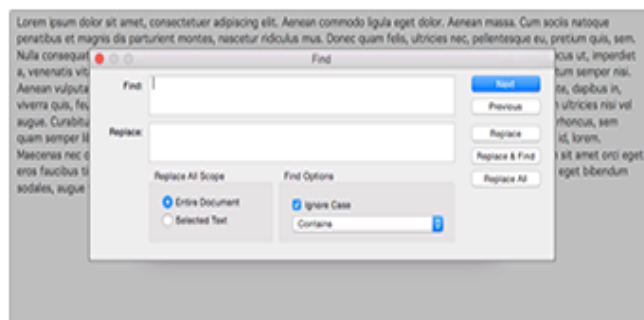 Lorem ipsum dolor sit amet, consectetuer adipiscing elit. Aenean commodo ligula eget dolor. Aenean massa. Cum sociis natoque
penatibus et magnis dis parturient montes, nascetur ridiculus mus. Donec quam felis, ultricies nec, pellentesque eu, pretium quis, sem.
Nulla consequat
cus ut, imperdiet
a, venenatis vit
tum semper nisi.
Aenean vulputa
te, dapibus in,
viverra quis, feu
ultricies nisi vel
augue. Curabitu
rhoncus, sem
quam semper li
id, lorem.
Maecenas nec o
sit amet orci eget
eros faucibus ti
eget bibendum
sodales, augue
Find
Find:
Next
Previous
Replace:
Replace
Replace & Find
Replace All
Replace All Scope
Find Options
Entire Document
Ignore Case
Selected Text
Contains